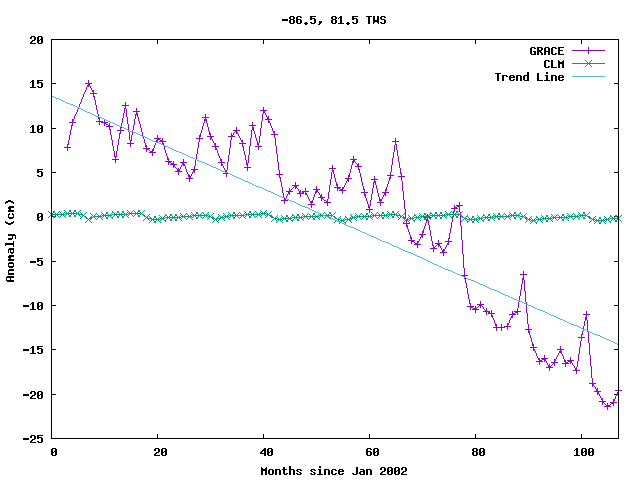 -86.5, 81.5 TWS
GRACE
CLM
Trend Line
20
15
10
5
0
-5
-10
-15
-20
-25
Anomaly (cm)
0 20 40 60 80 100
Months since Jan 2002